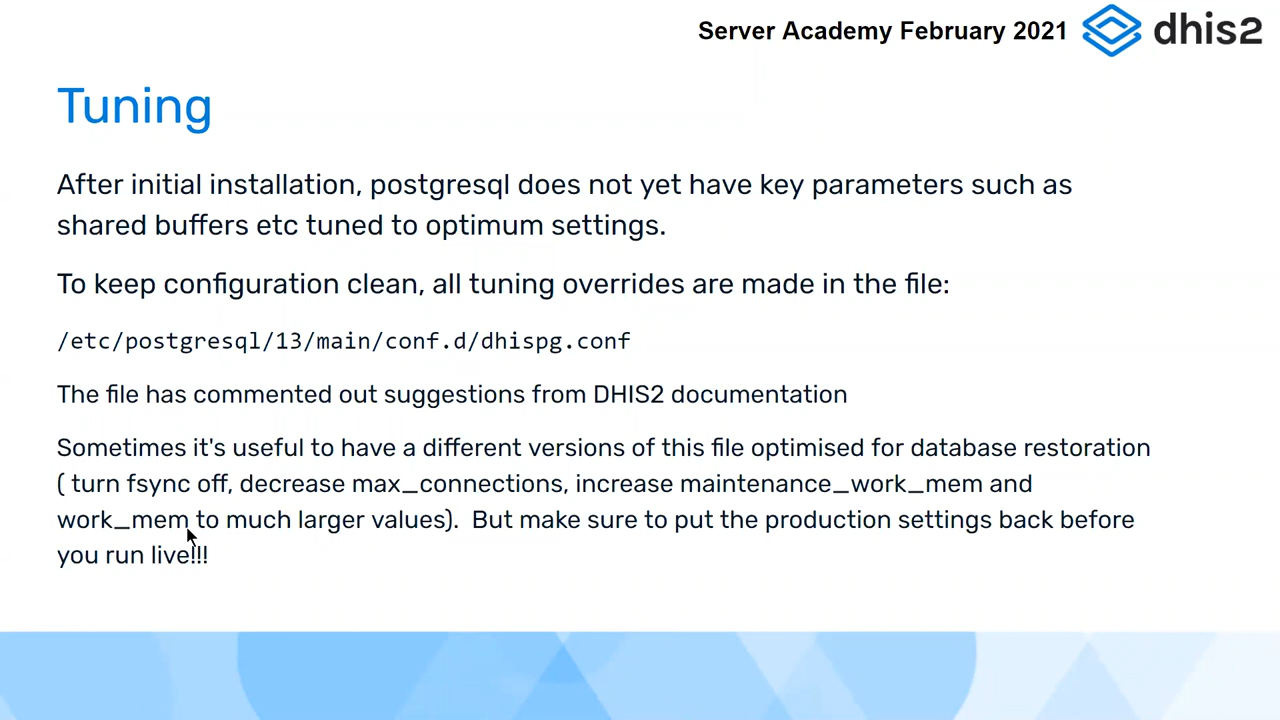 Server Academy February 2021
dhis2
Tuning
After initial installation, postgresql does not yet have key parameters such as
shared buffers etc tuned to optimum settings.
To keep configuration clean, all tuning overrides are made in the file:
/etc/postgresql/13/main/conf.d/dhispg.conf
The file has commented out suggestions from DHIS2 documentation
Sometimes it's useful to have a different versions of this file optimised for database restoration
( turn fsync off, decrease max_connections, increase maintenance_work_mem and
work_mem to much larger values).  But make sure to put the production settings back before
you run live!!!